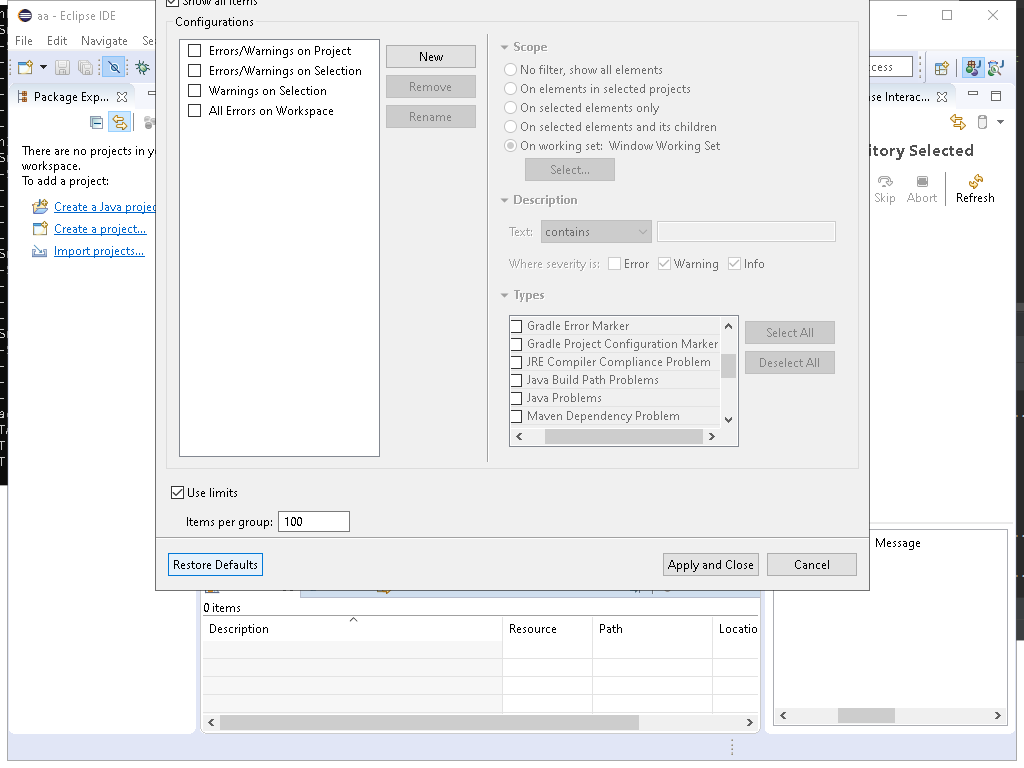 aa - Eclipse IDE
File Edit Navigate Se
Package Exp...
There are no projects in y
workspace.
To add a project:
Create a Java projec
Create a project...
Import projects...
Show all items
Configurations
Errors/Warnings on Project
Errors/Warnings on Selection
Warnings on Selection
All Errors on Workspace
New
Remove
Rename
Scope
No filter, show all elements
On elements in selected projects
On selected elements only
On selected elements and its children
On working set: Window Working Set
Select...
Description
Text: contains
Where severity is: Error Warning Info
Types
Gradle Error Marker
Gradle Project Configuration Marker
JRE Compiler Compliance Problem
Java Build Path Problems
Java Problems
Maven Dependency Problem
Select All
Deselect All
Use limits
Items per group: 100
Restore Defaults
Apply and Close
Cancel
cess
se Interac...
itory Selected
Skip Abort Refresh
Message
0 items
Description Resource Path Locatio